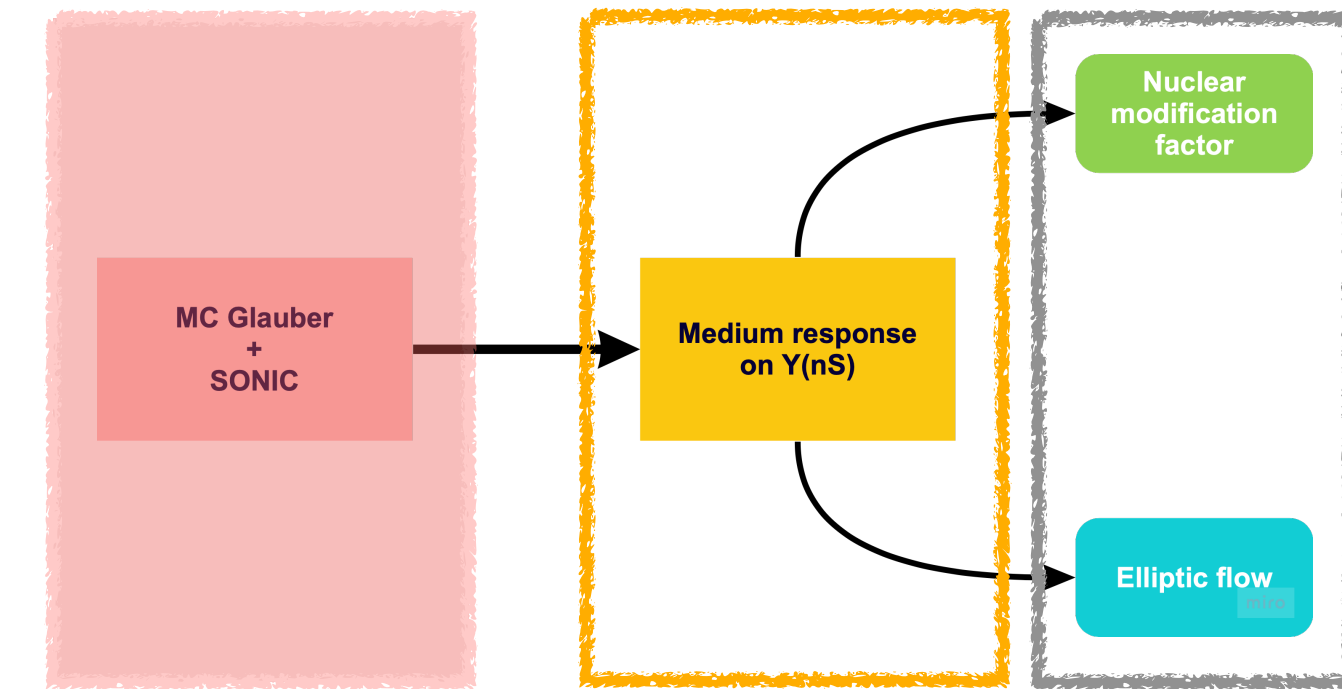 MC Glauber
+
SONIC
Medium response
on Υ(nS)
Nuclear
modification
factor
Elliptic flow
miro